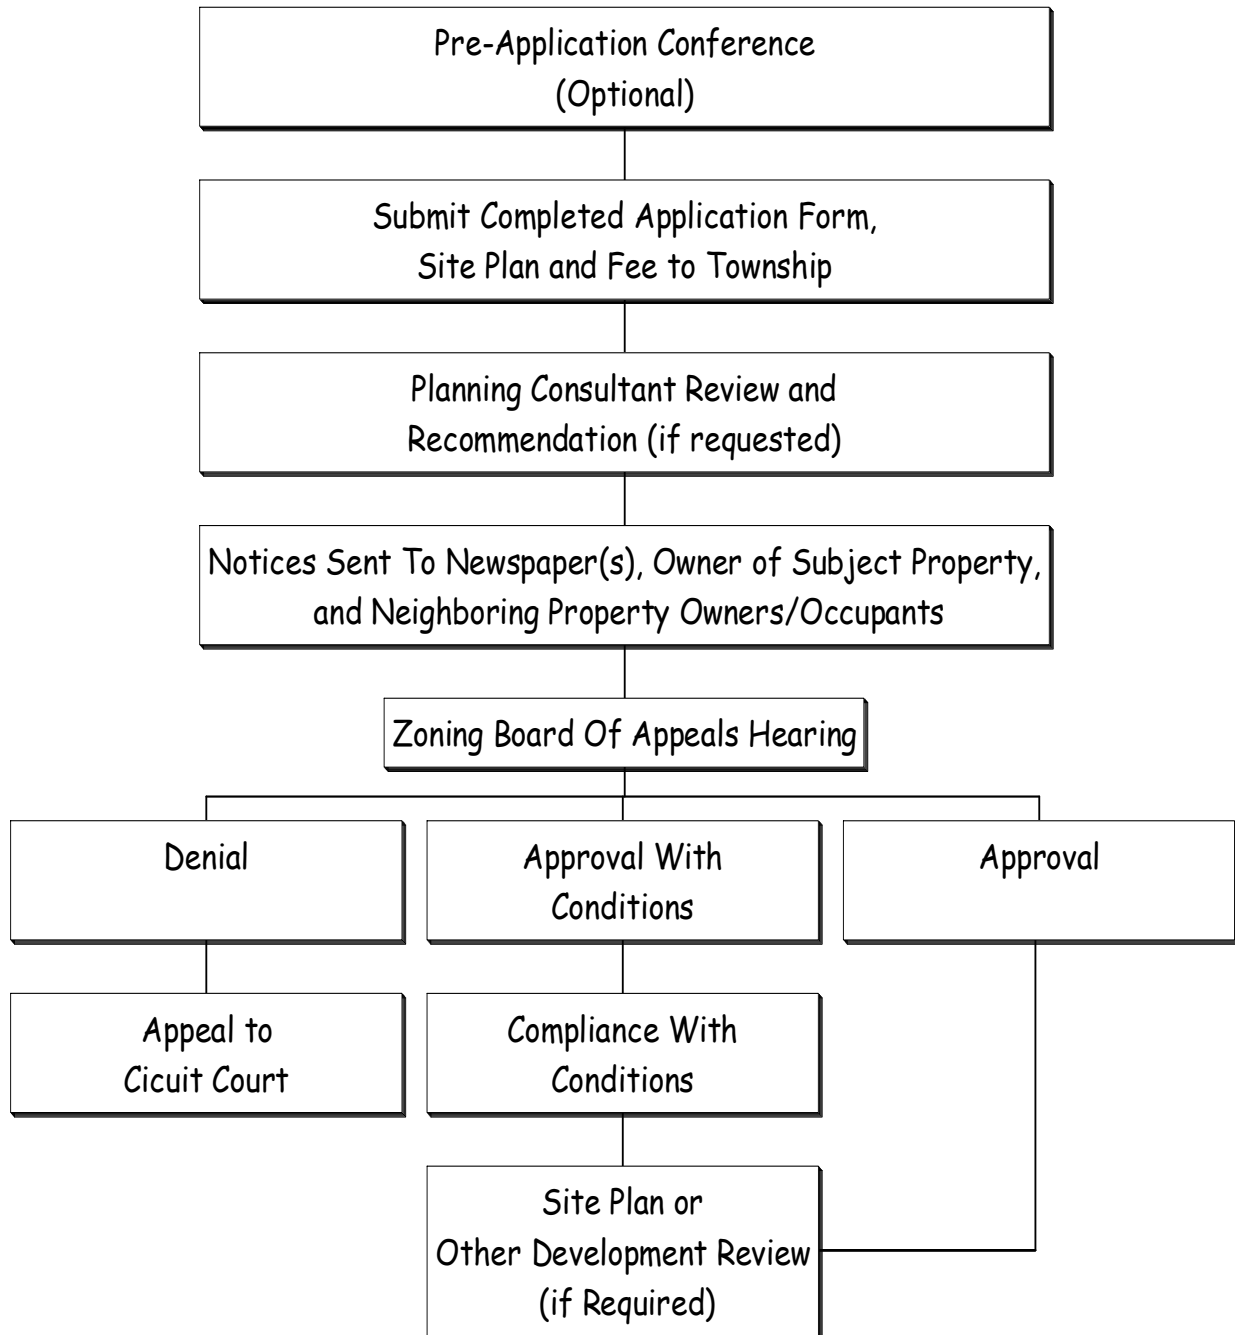 Pre-Application Conference
(Optional)
Submit Completed Application Form,
Site Plan and Fee to Township
Planning Consultant Review and
Recommendation (if requested)
Notices Sent To Newspaper(s), Owner of Subject Property,
and Neighboring Property Owners/Occupants
Zoning Board Of Appeals Hearing
Denial
Approval With
Conditions
Approval
Appeal to
Cicuit Court
Compliance With
Conditions
Site Plan or
Other Development Review
(if Required)